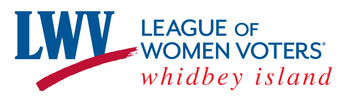 LWV
LEAGUE OF
WOMEN VOTERS®
whidbey island